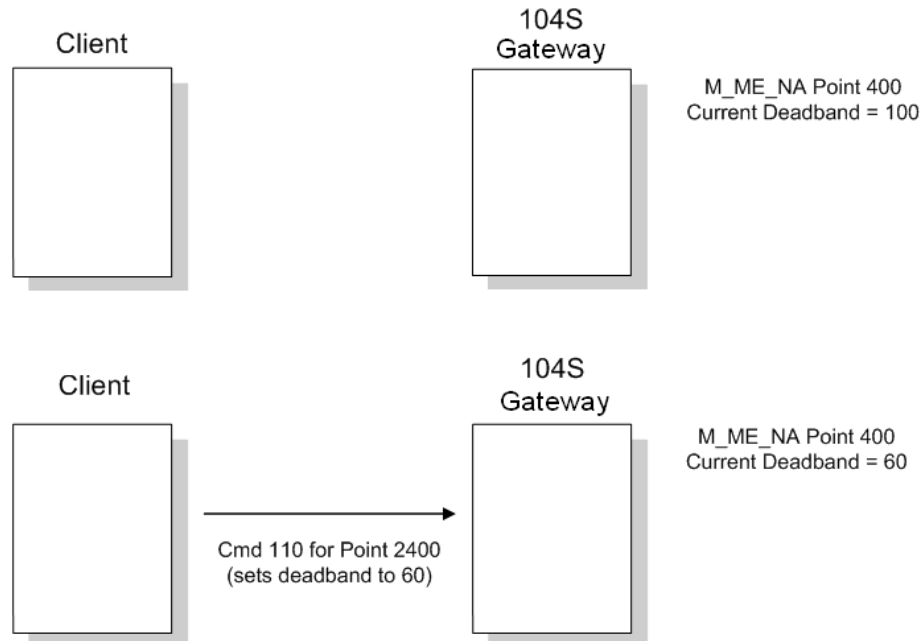 Client
104S
Gateway
M_ME_NA Point 400
Current Deadband = 100
Client
104S
Gateway
M_ME_NA Point 400
Current Deadband = 60
Cmd 110 for Point 2400
(sets deadband to 60)